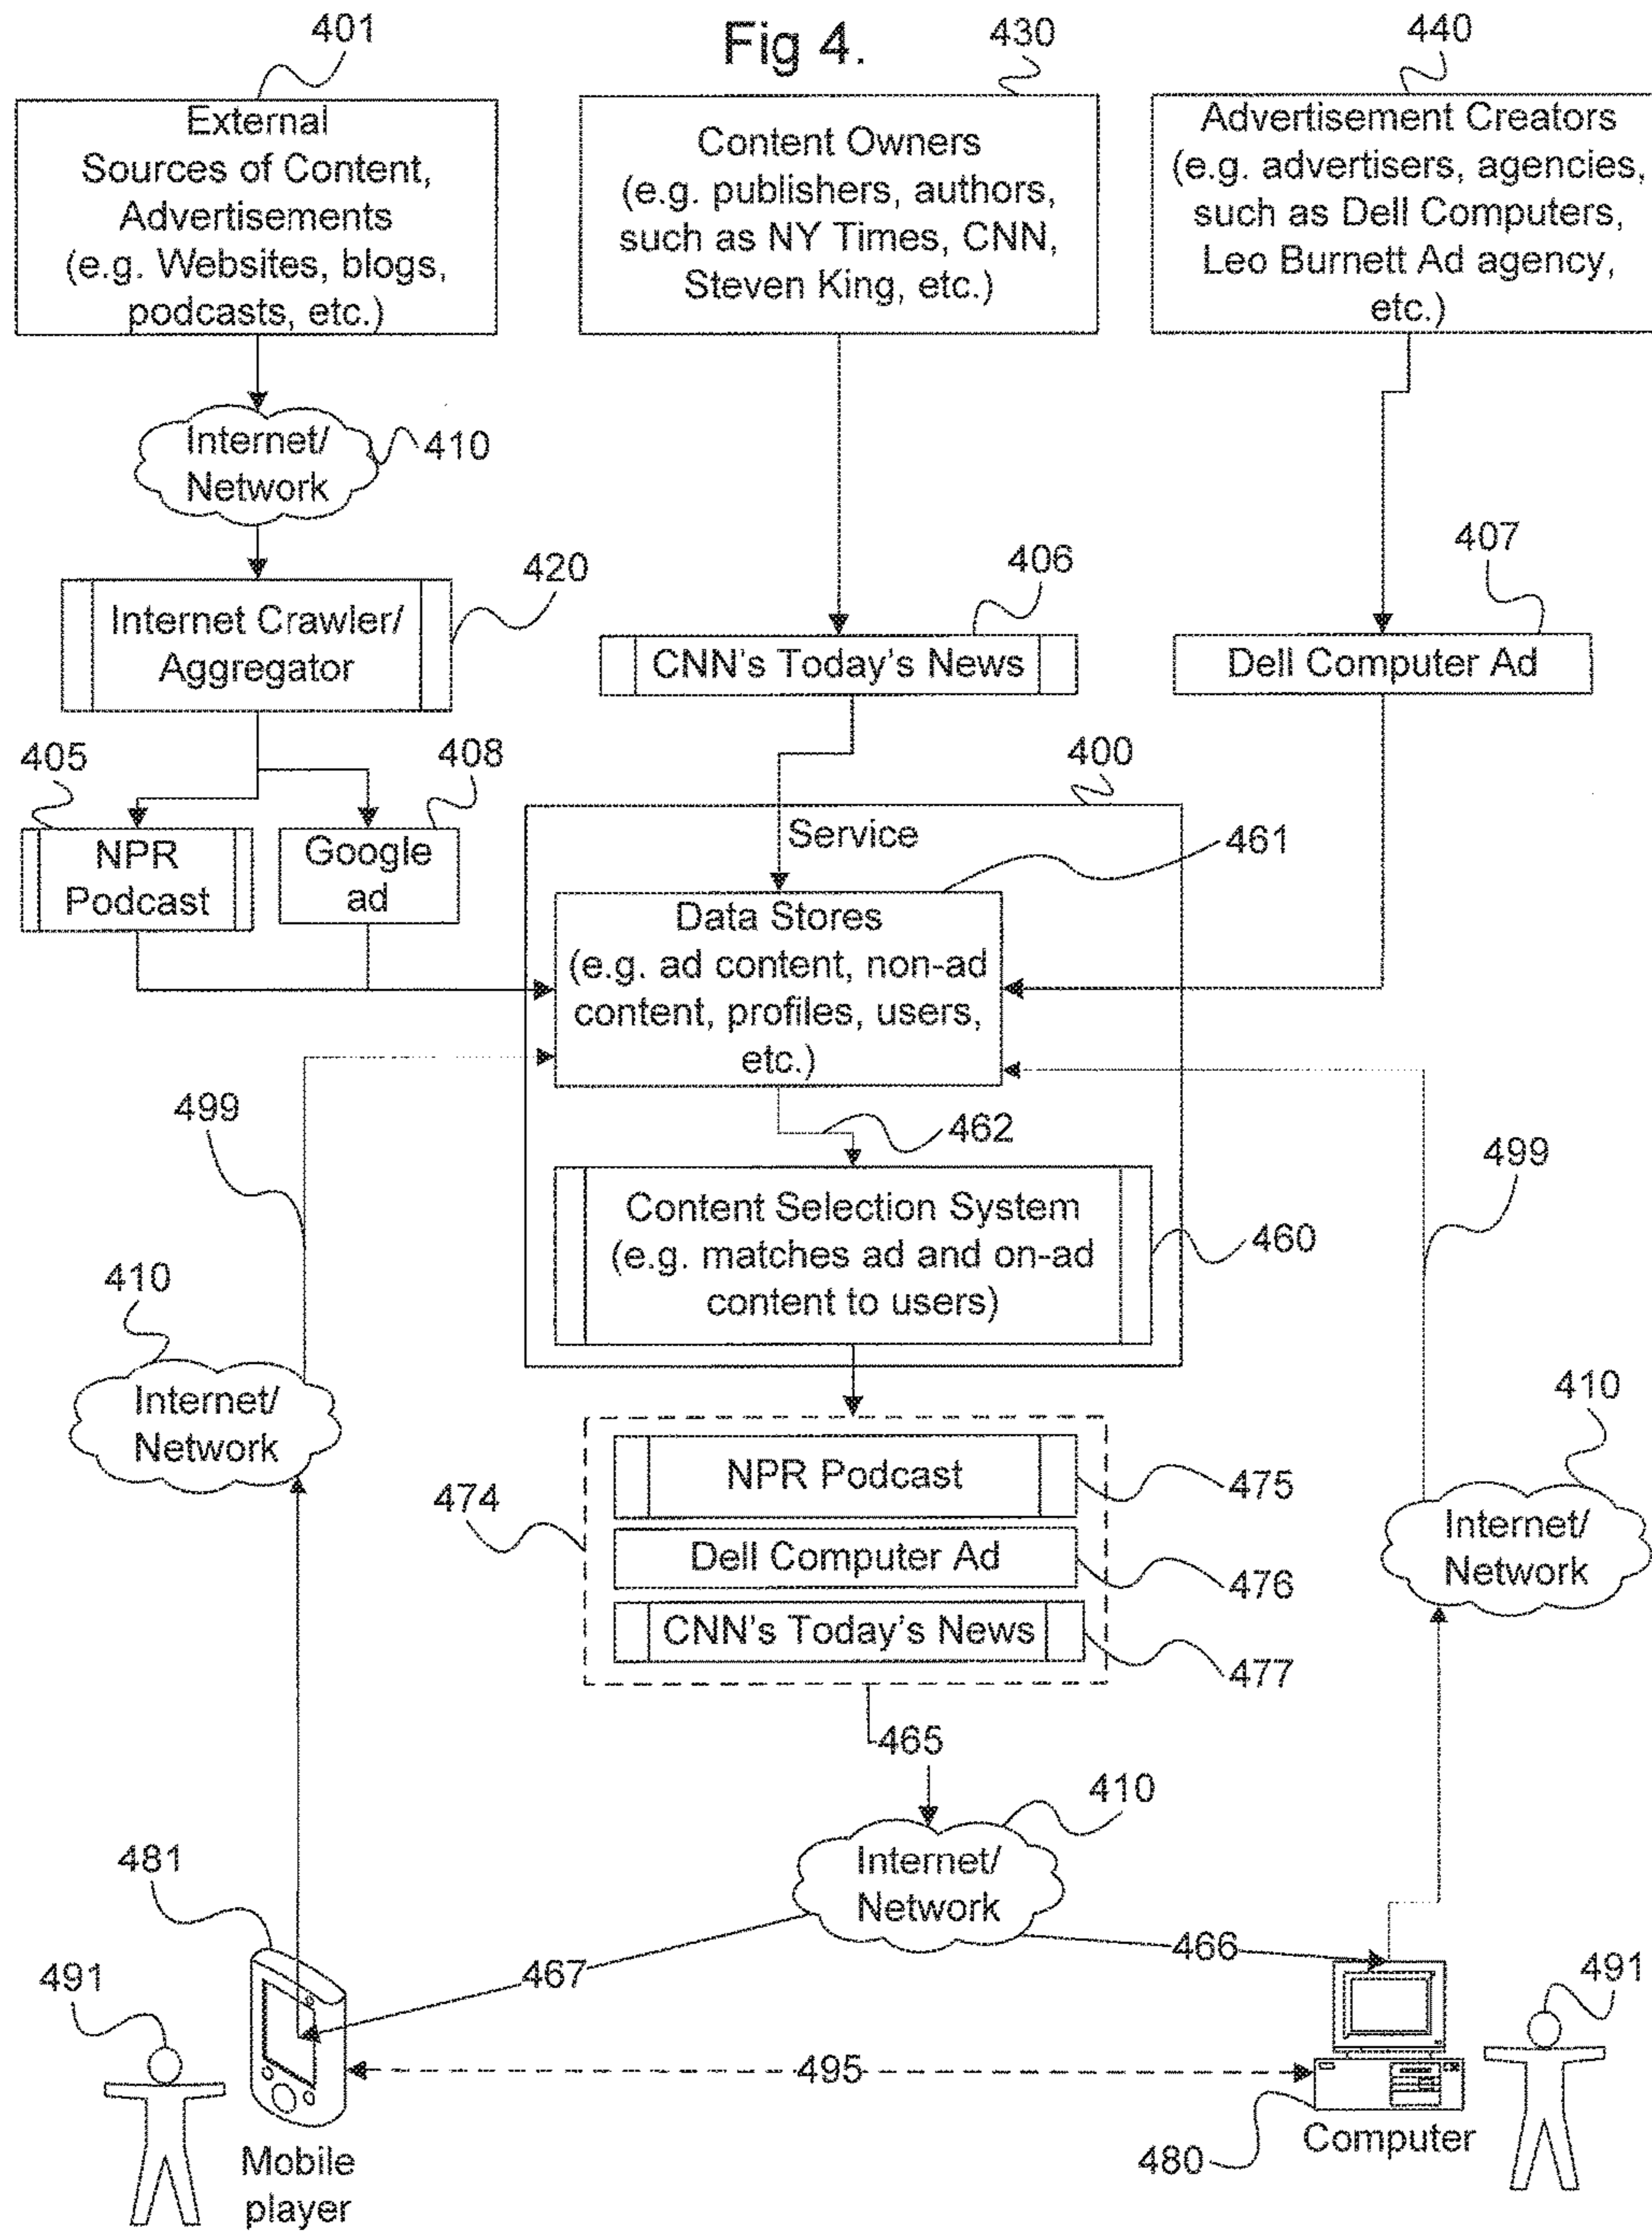 Fig 4.
401
430
440
External
Sources of Content,
Advertisements
(e.g. Websites, blogs,
podcasts, etc.)
Content Owners
(e.g. publishers, authors,
such as NY Times, CNN,
Steven King, etc.)
Advertisement Creators
(e.g. advertisers, agencies,
such as Dell Computers,
Leo Burnett Ad agency,
etc.)
Internet/
Network
410
420
Internet Crawler/
Aggregator
406
CNN's Today's News
407
Dell Computer Ad
405
NPR
Podcast
408
Google
ad
400
Service
461
Data Stores
(e.g. ad content, non-ad
content, profiles, users,
etc.)
499
462
499
Content Selection System
(e.g. matches ad and on-ad
content to users)
460
410
Internet/
Network
410
Internet/
Network
474
NPR Podcast
475
Dell Computer Ad
476
CNN's Today's News
477
465
410
Internet/
Network
481
467
466
491
491
495
Mobile
player
480
Computer